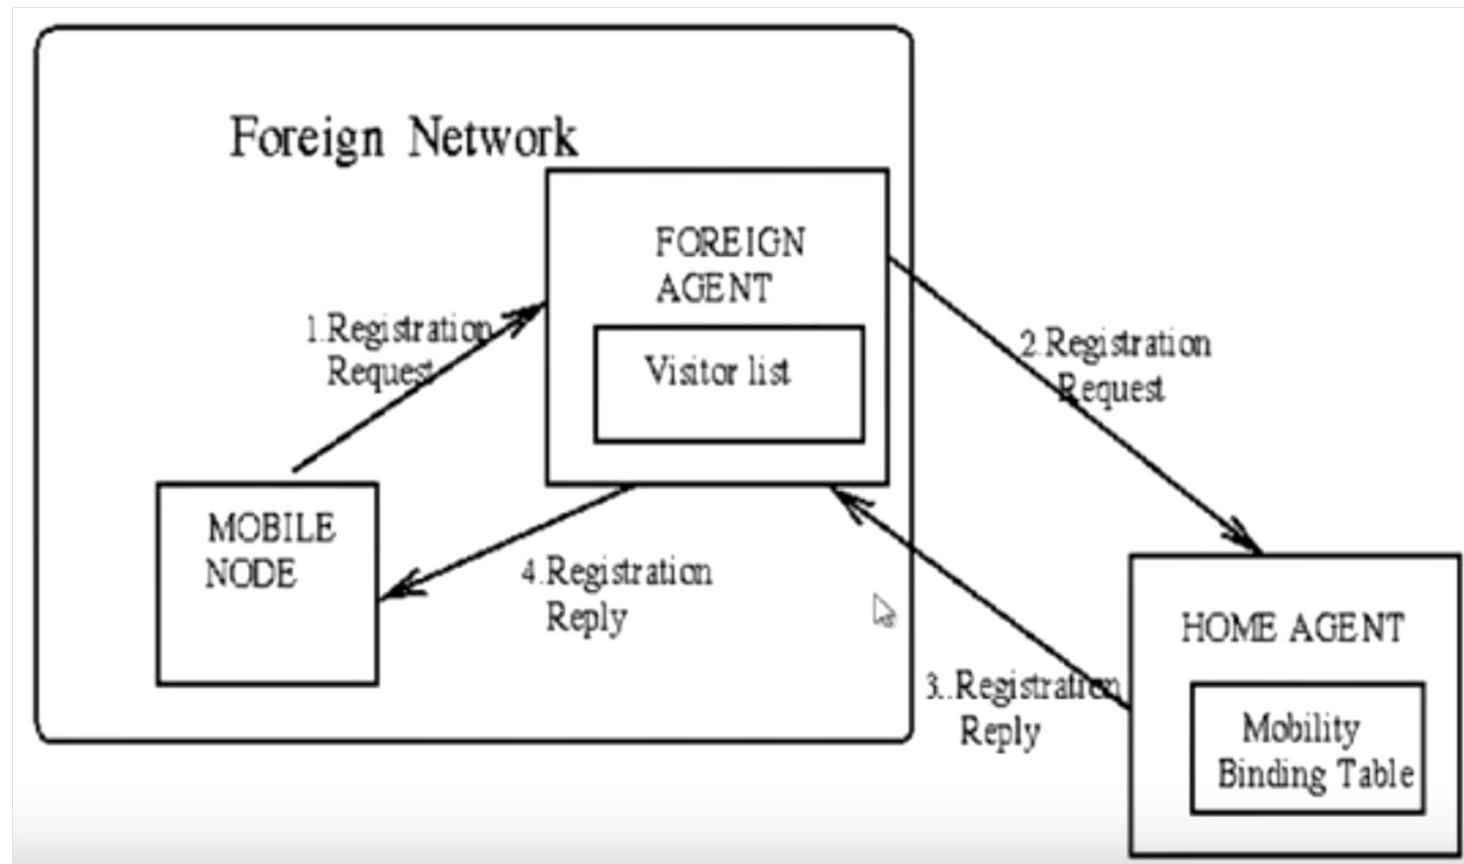 Foreign Network
FOREIGN
AGENT
Visitor list
1.Registration
Request
2.Registration
Request
MOBILE
NODE
4.Registration
Reply
3..Registration
Reply
HOME AGENT
Mobility
Binding Table